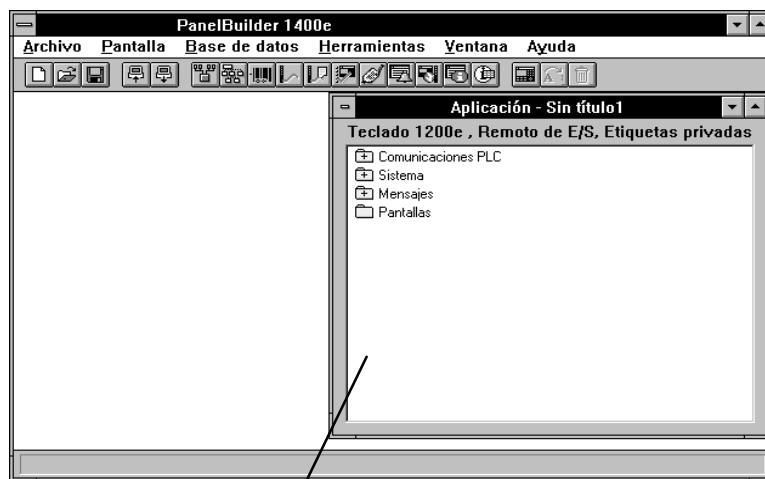 PanelBuilder 1400e
Archivo Pantalla Base de datos Herramientas Ventana Ayuda
Aplicación - Sin título1
Teclado 1200e , Remoto de E/S, Etiquetas privadas
Comunicaciones PLC
Sistema
Mensajes
Pantallas